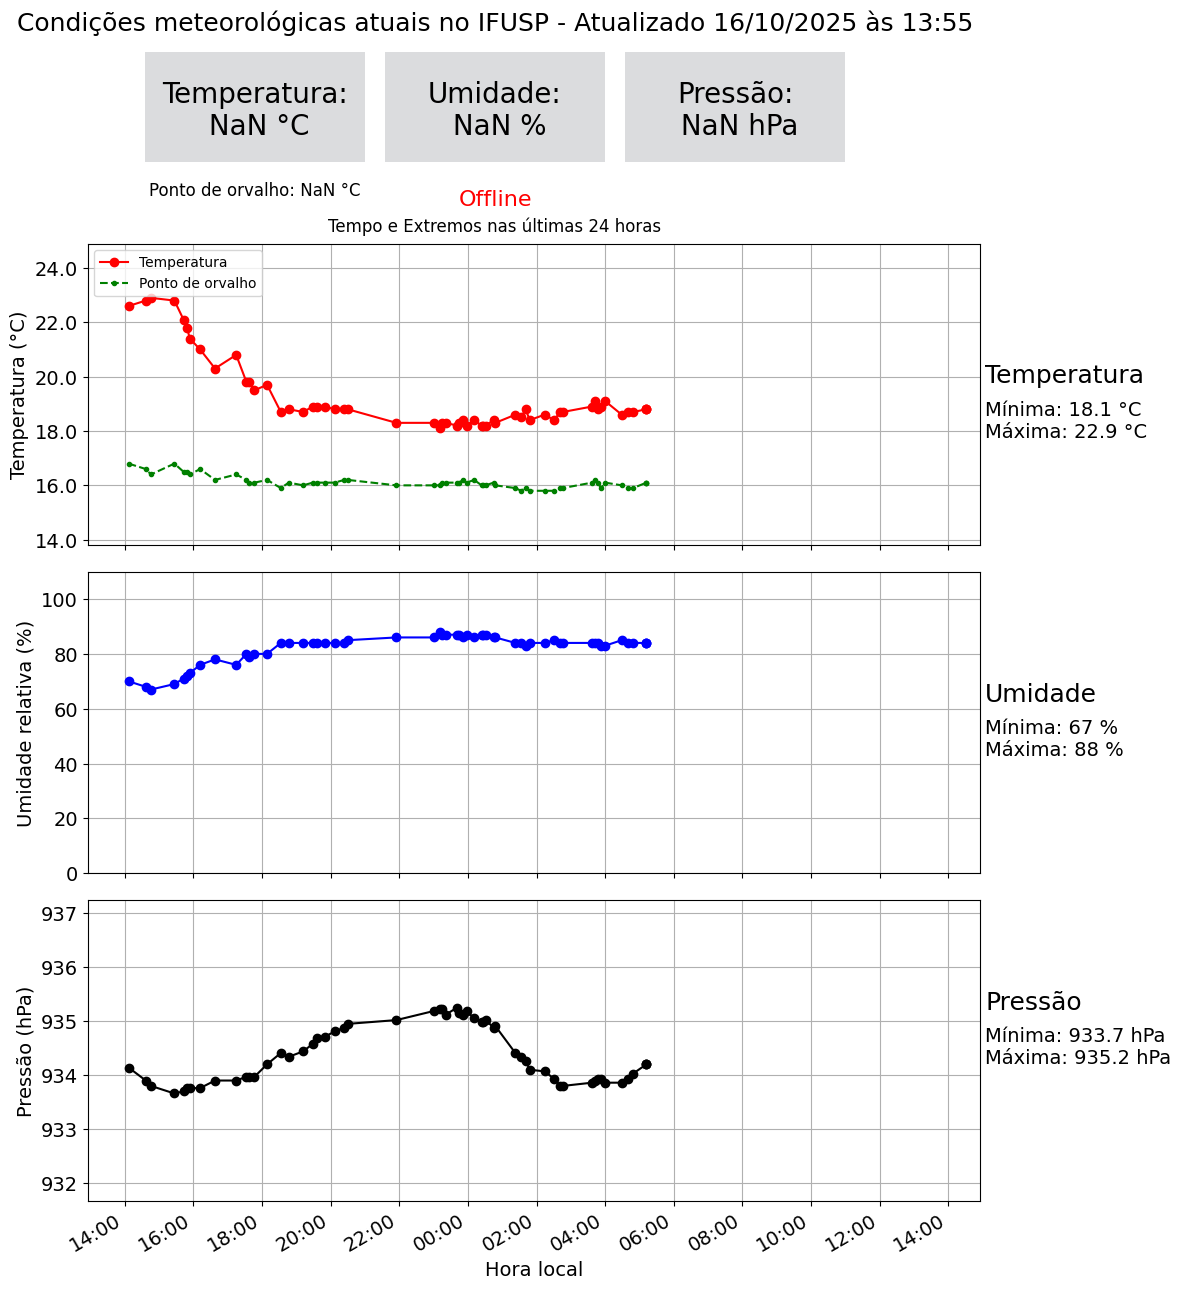 Condições meteorológicas atuais no IFUSP - Atualizado 16/10/2025 às 13:55
Temperatura:
NaN °C
Umidade:
NaN %
Pressão:
NaN hPa
Ponto de orvalho: NaN °C
Offline
Tempo e Extremos nas últimas 24 horas
Temperatura (°C)
24.0
22.0
20.0
18.0
16.0
14.0
Temperatura
Ponto de orvalho
Temperatura
Mínima: 18.1 °C
Máxima: 22.9 °C
Umidade relativa (%)
100
80
60
40
20
0
Umidade
Mínima: 67 %
Máxima: 88 %
Pressão (hPa)
937
936
935
934
933
932
Pressão
Mínima: 933.7 hPa
Máxima: 935.2 hPa
14:00 16:00 18:00 20:00 22:00 00:00 02:00 04:00 06:00 08:00 10:00 12:00 14:00
Hora local